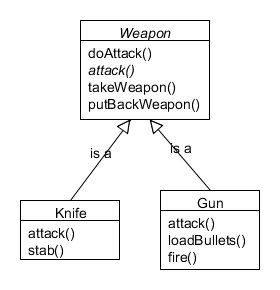 Weapon
doAttack()
attack()
takeWeapon()
putBackWeapon()
is a
is a
Knife
attack()
stab()
Gun
attack()
loadBullets()
fire()